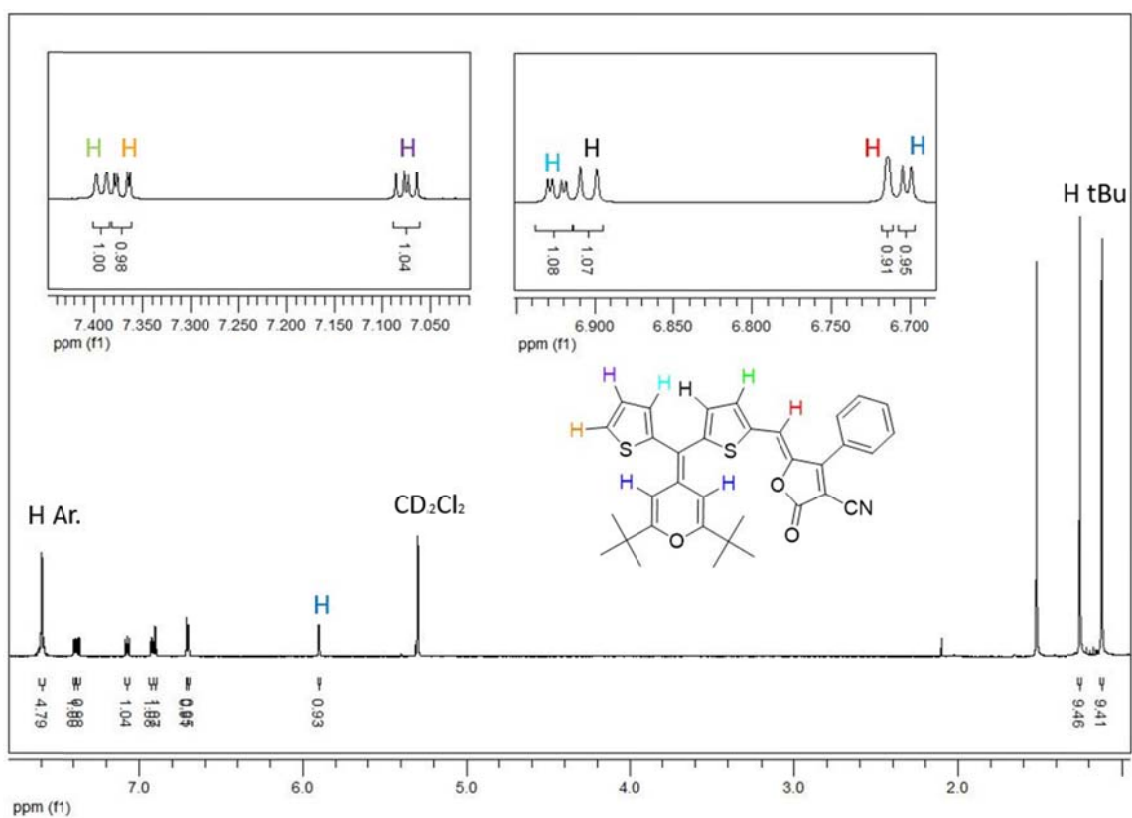 H H H
1.00 0.98 1.04
7.400 7.350 7.300 7.250 7.200 7.150 7.100 7.050
ppm (f1)
H H H H
1.08 1.07 0.91 0.95
6.900 6.850 6.800 6.750 6.700
ppm (f1)
H tBu
H H H H
H H
S S
H H O CN
O O
H Ar.
CD2Cl2
H
4.79 1.04 0.93 9.46 9.41
7.0 6.0 5.0 4.0 3.0 2.0
ppm (f1)